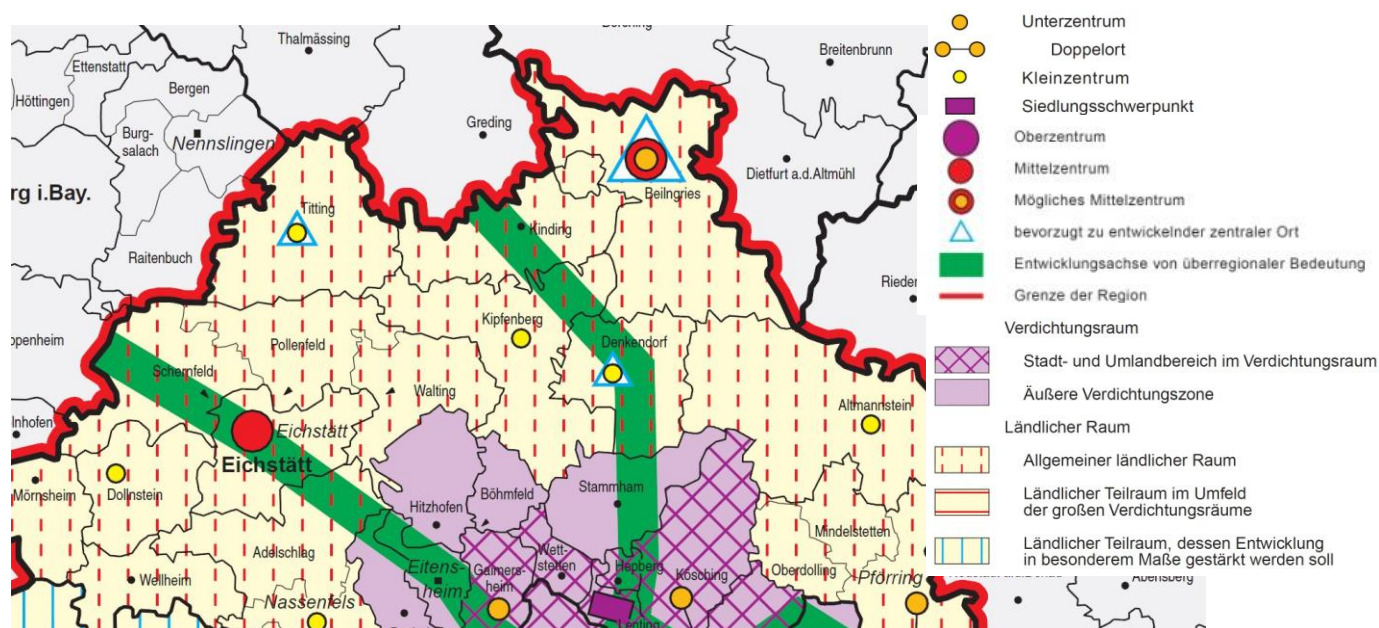 Thalmässing
Breitenbrunn
Ettenstatt
Höttingen
Bergen
Greding
Burg-
salach
Nennslingen
Dietfurt a.d.Altmühl
Beilngries
rg i.Bay.
Titting
Kinding
Raitenbuch
Rieder
Kipfenberg
Denkendorf
ppenheim
Pollenfeld
Schernfeld
Walting
Altmannstein
lnhofen
Eichstätt
Eichstätt
Mörnsheim
Dollnstein
Hitzhofen
Böhmfeld
Stammham
Mindelstetten
Adelschlag
Wett-
stetten
Wellheim
Eitens-
heim
Gaimers-
heim
Hepberg
Kösching
Oberdolling
Pförring
Nassenfels
Lenting
Abensberg
Unterzentrum
Doppelort
Kleinzentrum
Siedlungsschwerpunkt
Oberzentrum
Mittelzentrum
Mögliches Mittelzentrum
bevorzugt zu entwickelnder zentraler Ort
Entwicklungsachse von überregionaler Bedeutung
Grenze der Region
Verdichtungsraum
Stadt- und Umlandbereich im Verdichtungsraum
Äußere Verdichtungszone
Ländlicher Raum
Allgemeiner ländlicher Raum
Ländlicher Teilraum im Umfeld
der großen Verdichtungsräume
Ländlicher Teilraum, dessen Entwicklung
in besonderem Maße gestärkt werden soll